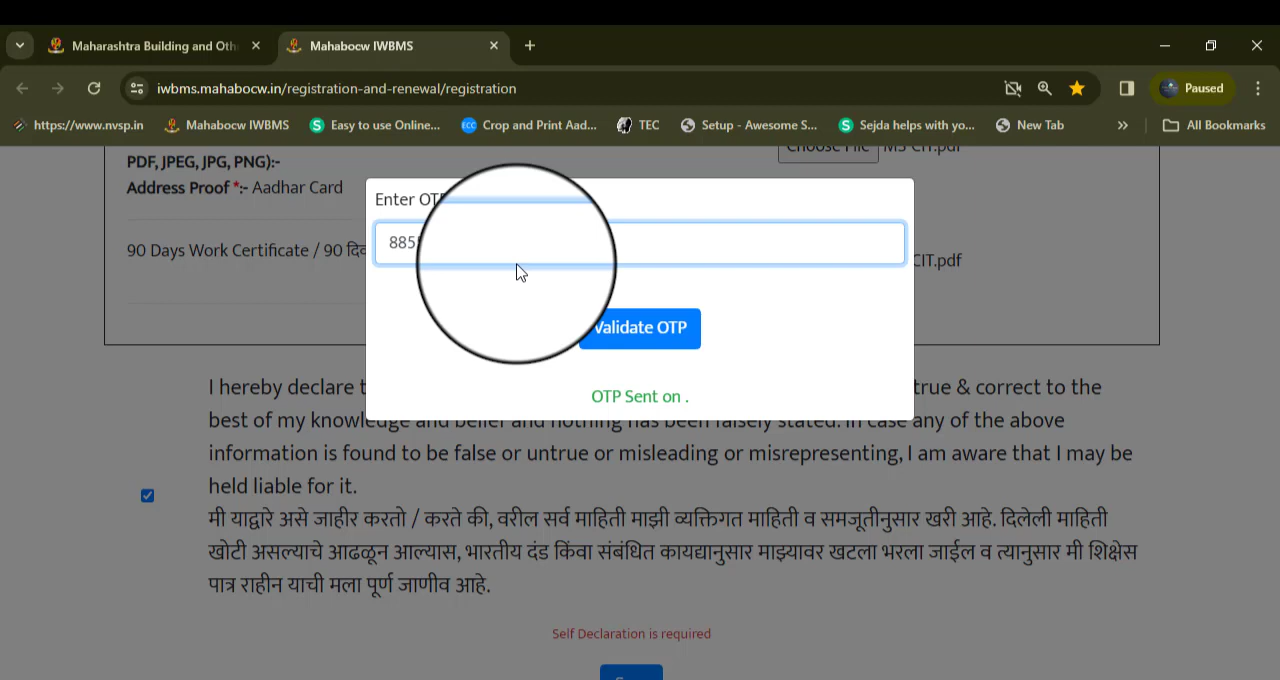 Maharashtra Building and Oth
Mahabocw IWBMS
iwbms.mahabocw.in/registration-and-renewal/registration
Paused
https://www.nvsp.in
Mahabocw IWBMS
Easy to use Online...
Crop and Print Aad...
TEC
Setup - Awesome S...
Sejda helps with yo...
New Tab
All Bookmarks
PDF, JPEG, JPG, PNG):-
Choose File MS-CIT.pdf
Address Proof *:- Aadhar Card
Enter OT
885
90 Days Work Certificate / 90
CIT.pdf
Validate OTP
OTP Sent on .
I hereby declare t true & correct to the
best of my knowledge and belief and nothing has been falsely stated. In case any of the above
information is found to be false or untrue or misleading or misrepresenting, I am aware that I may be
held liable for it.
मी याद्वारे असे जाहीर करतो / करते की, वरील सर्व माहिती माझी व्यक्तिगत माहिती व समजूतीनुसार खरी आहे. दिलेली माहिती
खोटी असल्याचे आढळून आल्यास, भारतीय दंड किंवा संबंधित कायद्यानुसार माझ्यावर खटला भरला जाईल व त्यानुसार मी शिक्षेस
पात्र राहीन याची मला पूर्ण जाणीव आहे.
Self Declaration is required